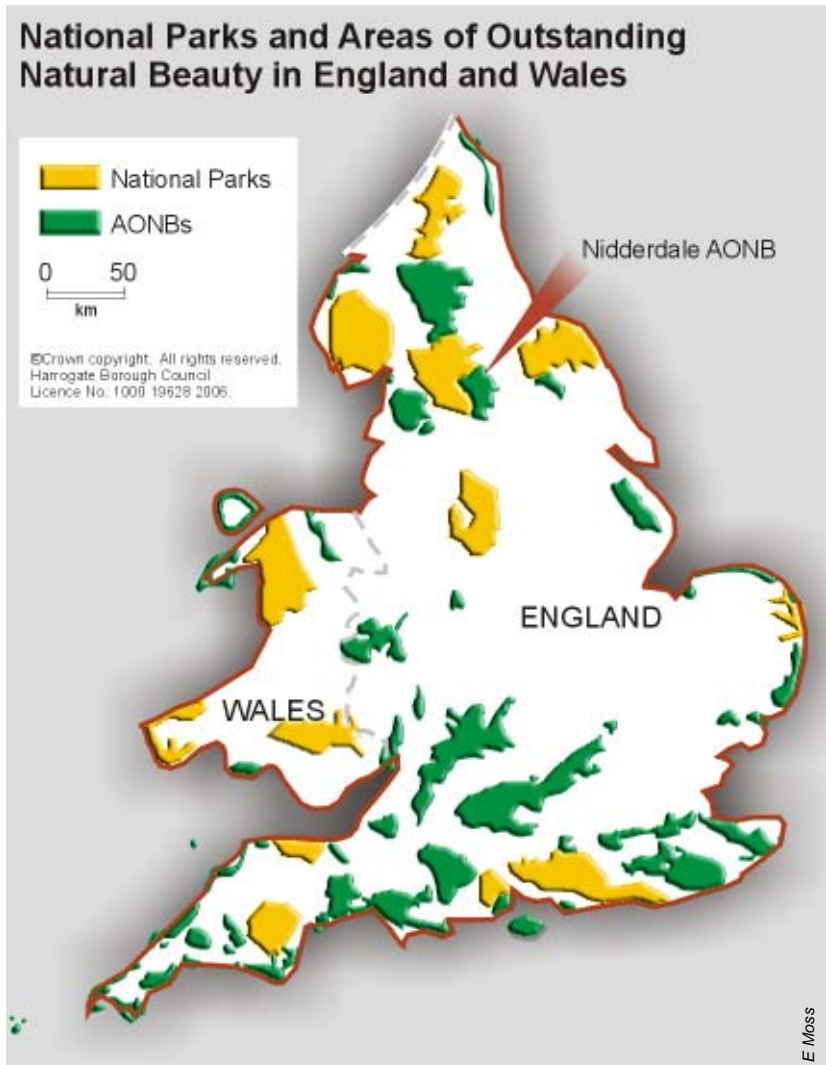 National Parks and Areas of Outstanding
Natural Beauty in England and Wales
National Parks
AONBs
0 50
km
©Crown copyright. All rights reserved.
Harrogate Borough Council
Licence No. 1000 19628 2006.
Nidderdale AONB
ENGLAND
WALES
E Moss